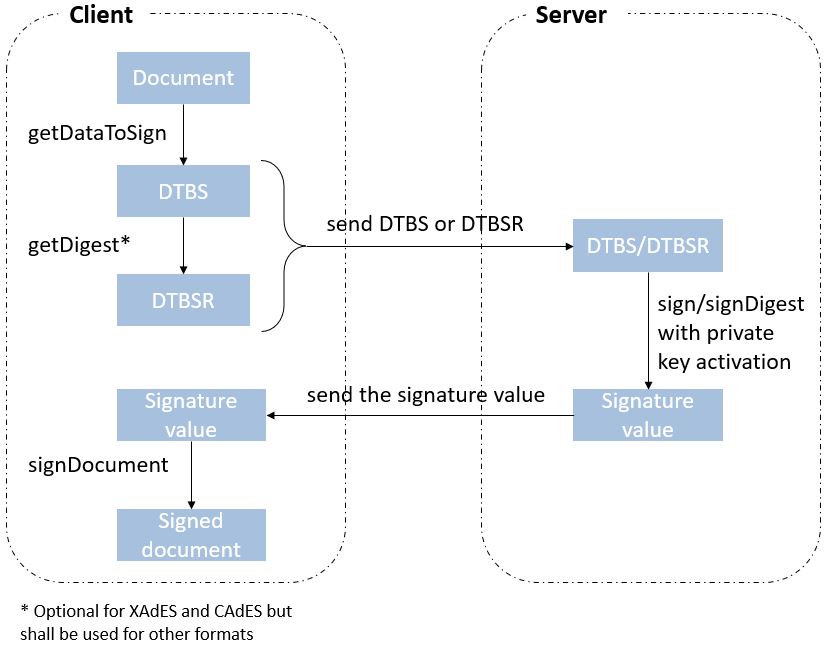 Client
Server
Document
getDataToSign
DTBS
getDigest*
DTBSR
send DTBS or DTBSR
DTBS/DTBSR
sign/signDigest
with private
key activation
Signature
value
send the signature value
Signature
value
signDocument
Signed
document
* Optional for XAdES and CAdES but
shall be used for other formats